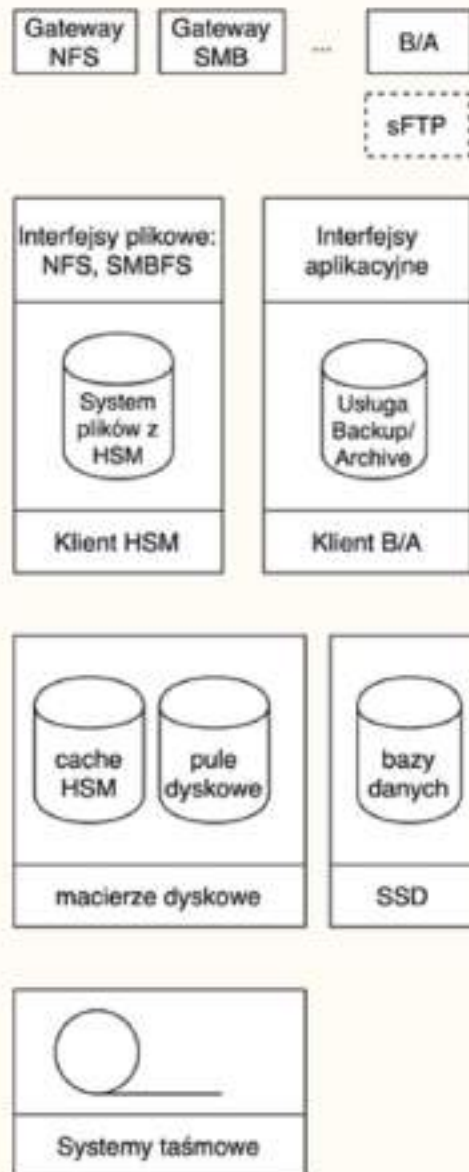 Gateway
NFS
Gateway
SMB
...
B/A
sFTP
Interfejsy plikowe:
NFS, SMBFS
Interfejsy
aplikacyjne
System
plików z
HSM
Usługa
Backup/
Archive
Klient HSM
Klient B/A
cache
HSM
pule
dyskowe
bazy
danych
macierze dyskowe
SSD
Systemy taśmowe